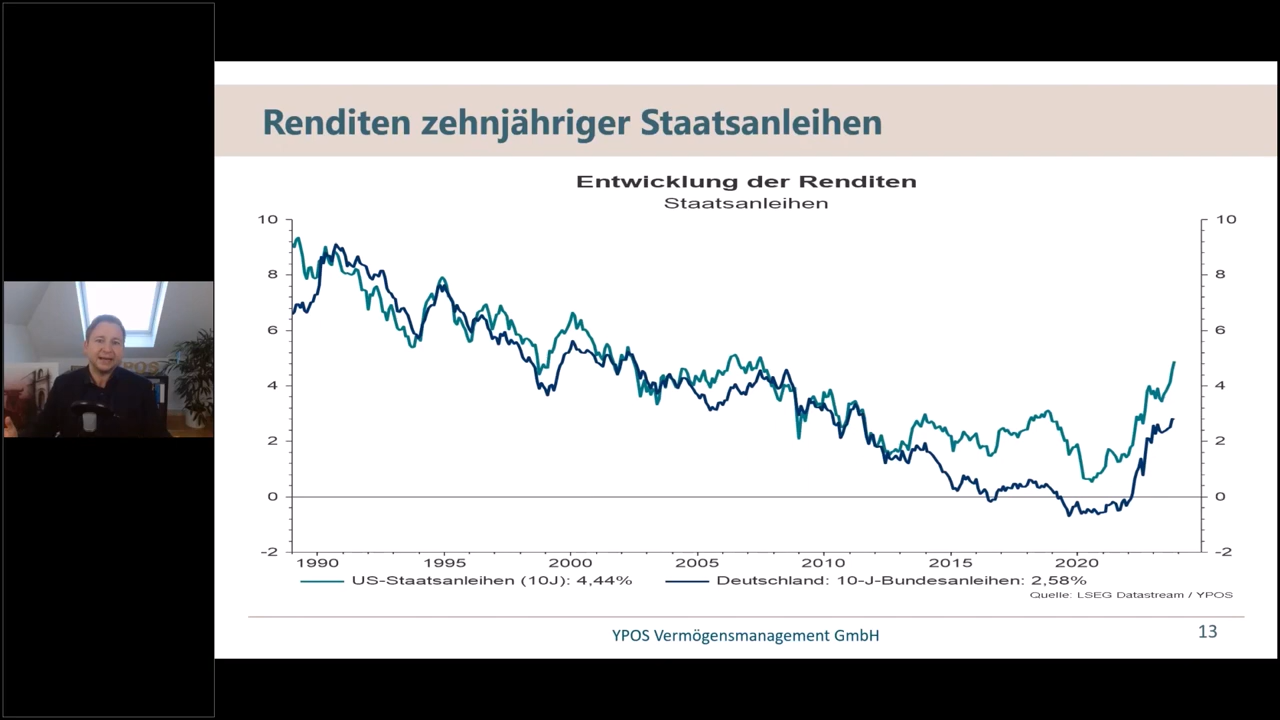 Renditen zehnjähriger Staatsanleihen
Entwicklung der Renditen
Staatsanleihen
10 10
8 8
6 6
4 4
2 2
0 0
-2 -2
1990 1995 2000 2005 2010 2015 2020
US-Staatsanleihen (10J): 4,44% Deutschland: 10-J-Bundesanleihen: 2,58%
Quelle: LSEG Datastream / YPOS
YPOS Vermögensmanagement GmbH
13
YPOS